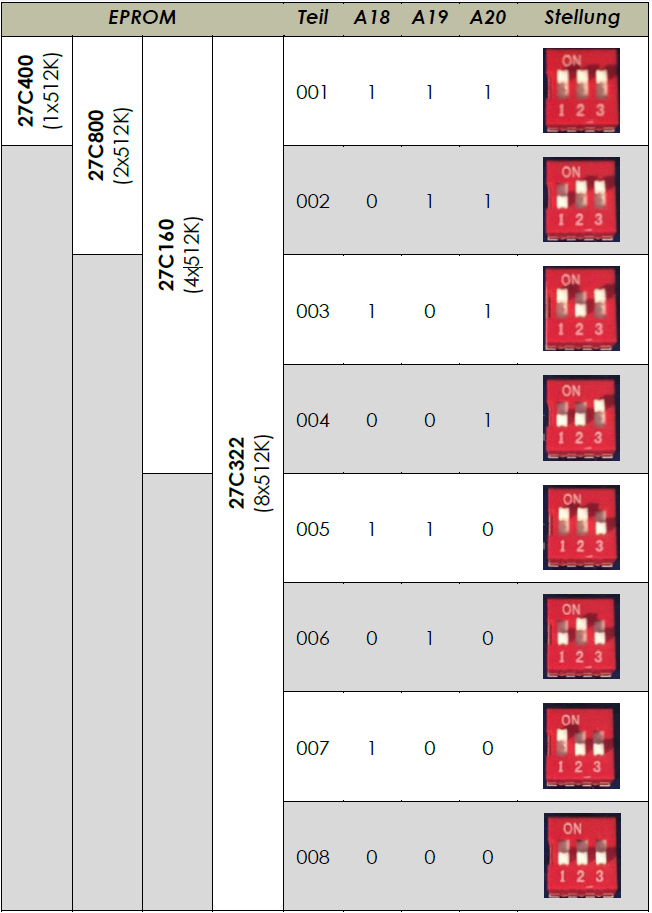 EPROM Teil A18 A19 A20 Stellung
27C400
(1x512K)
27C800
(2x512K)
27C160
(4x512K)
27C322
(8x512K)
001 1 1 1
ON
1 2 3
002 0 1 1
ON
1 2 3
003 1 0 1
ON
1 2 3
004 0 0 1
ON
1 2 3
005 1 1 0
ON
1 2 3
006 0 1 0
ON
1 2 3
007 1 0 0
ON
1 2 3
008 0 0 0
ON
1 2 3